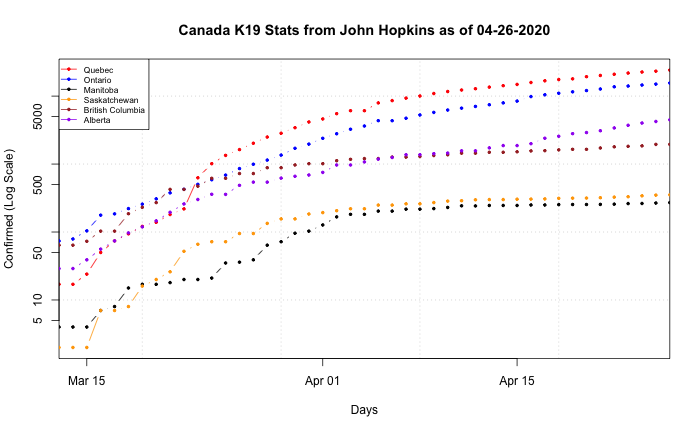 Canada K19 Stats from John Hopkins as of 04-26-2020
Quebec
Ontario
Manitoba
Saskatchewan
British Columbia
Alberta
Confirmed (Log Scale)
5000
500
50
10
5
Mar 15
Apr 01
Apr 15
Days